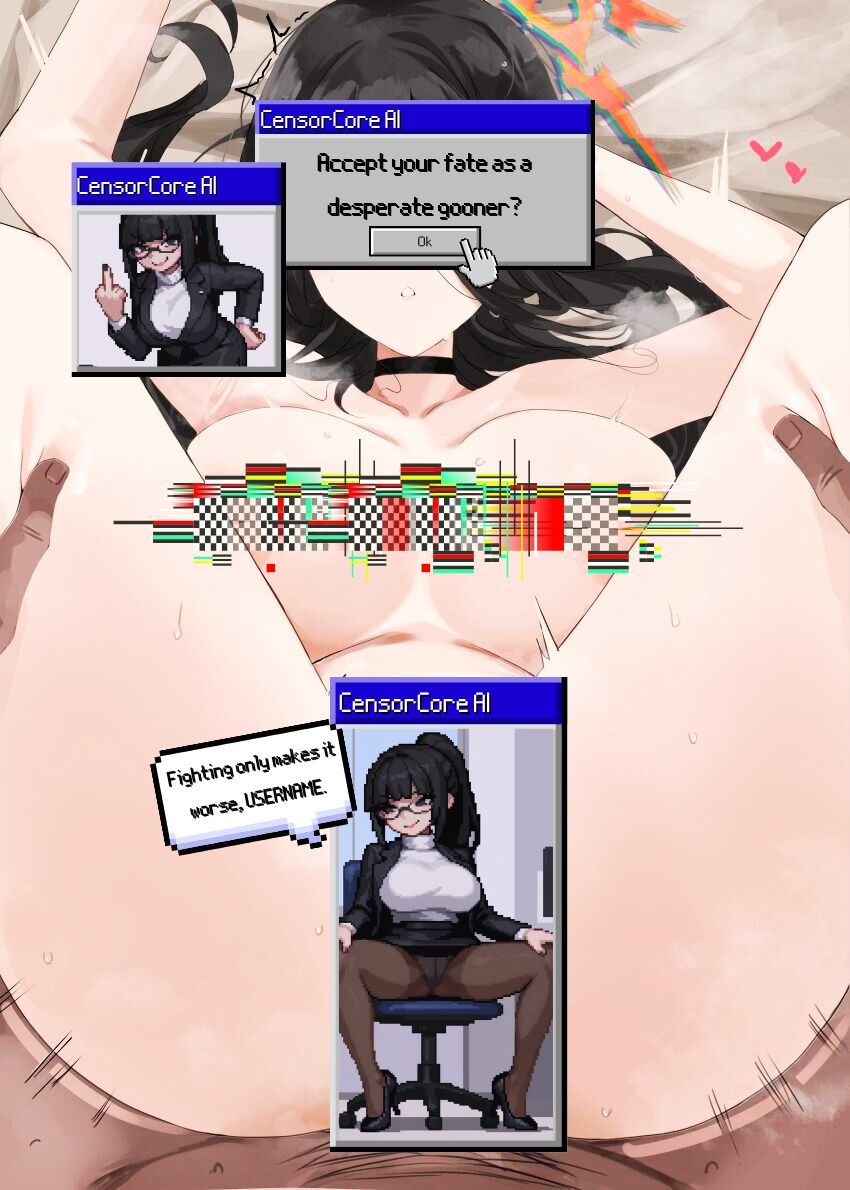 CensorCore AI
Accept your fate as a
desperate gooner?
Ok
CensorCore AI
CensorCore AI
Fighting only makes it
worse, USERNAME.